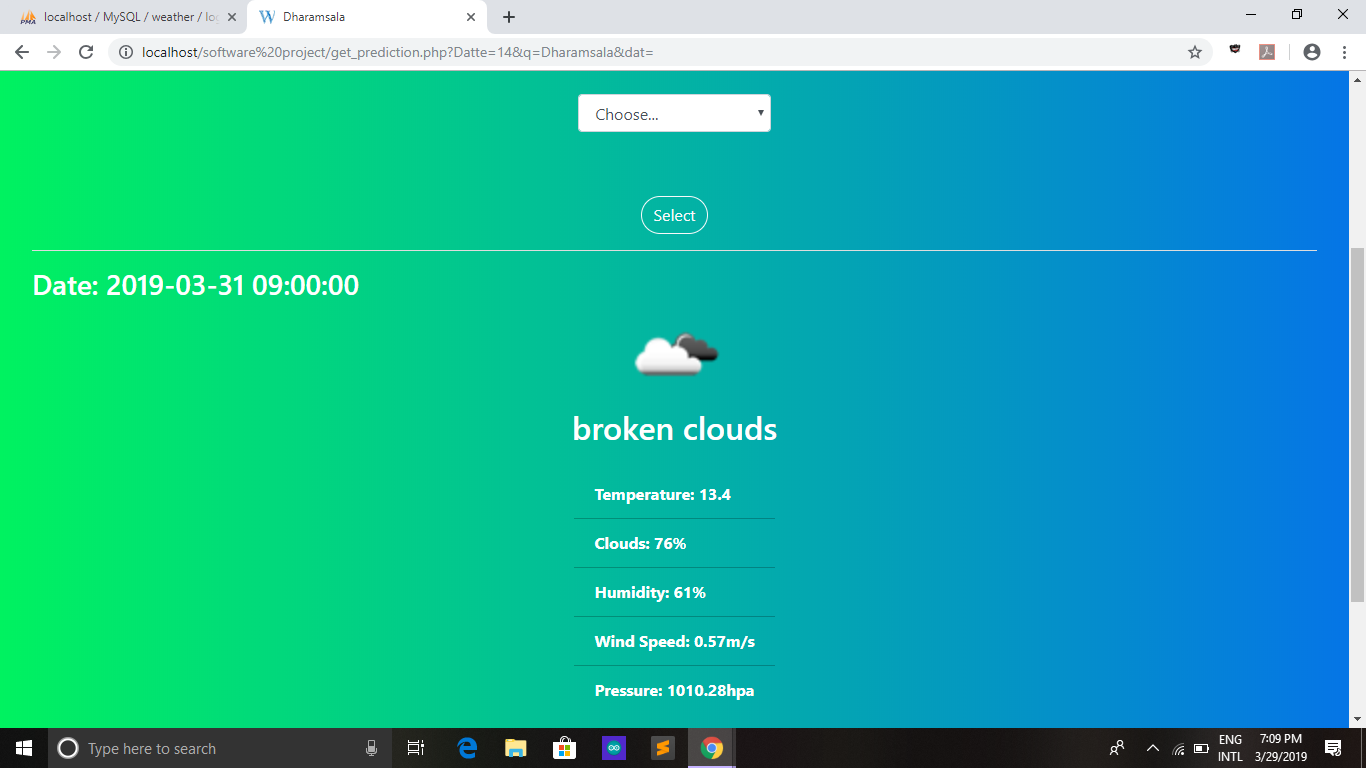 localhost / MySQL / weather / lo
Dharamsala
localhost/software%20project/get_prediction.php?Datte=14&q=Dharamsala&dat=
Choose...
Select
Date: 2019-03-31 09:00:00
broken clouds
Temperature: 13.4
Clouds: 76%
Humidity: 61%
Wind Speed: 0.57m/s
Pressure: 1010.28hpa
Type here to search
ENG
INTL
7:09 PM
3/29/2019